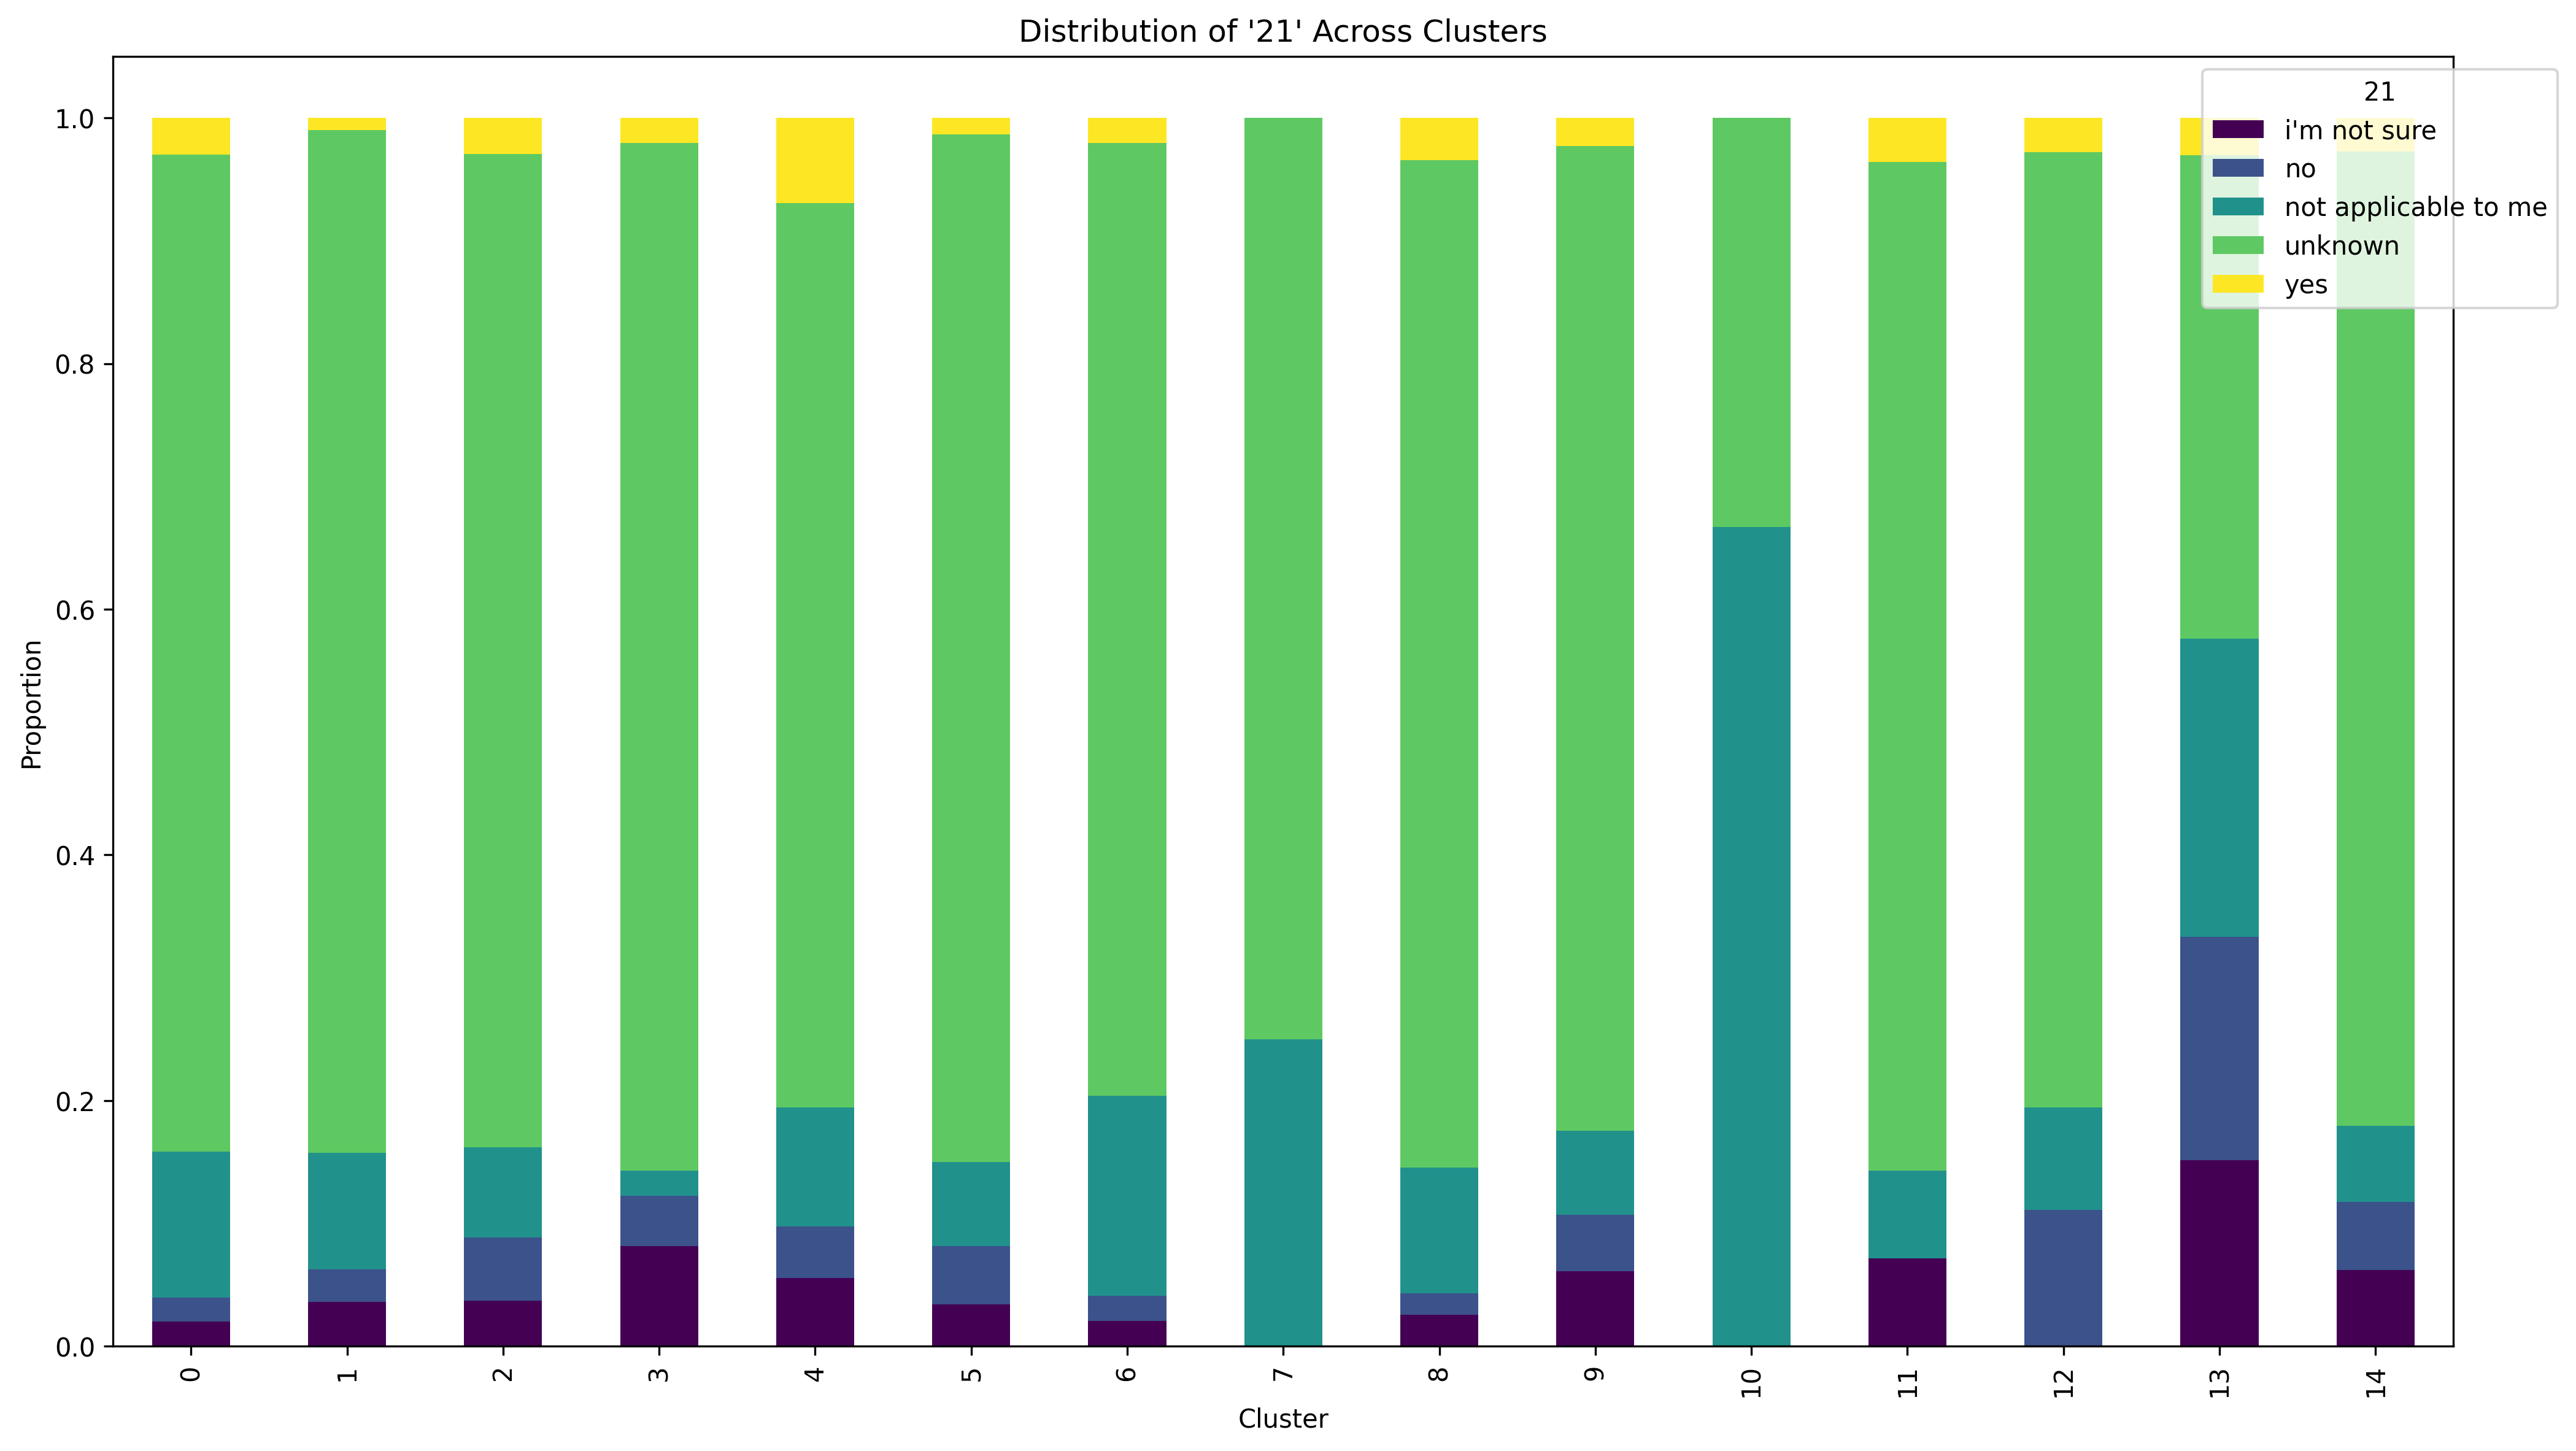 Distribution of '21' Across Clusters
21
i'm not sure
no
not applicable to me
unknown
yes
1.0
0.8
0.6
0.4
0.2
0.0
Proportion
0 1 2 3 4 5 6 7 8 9 10 11 12 13 14
Cluster